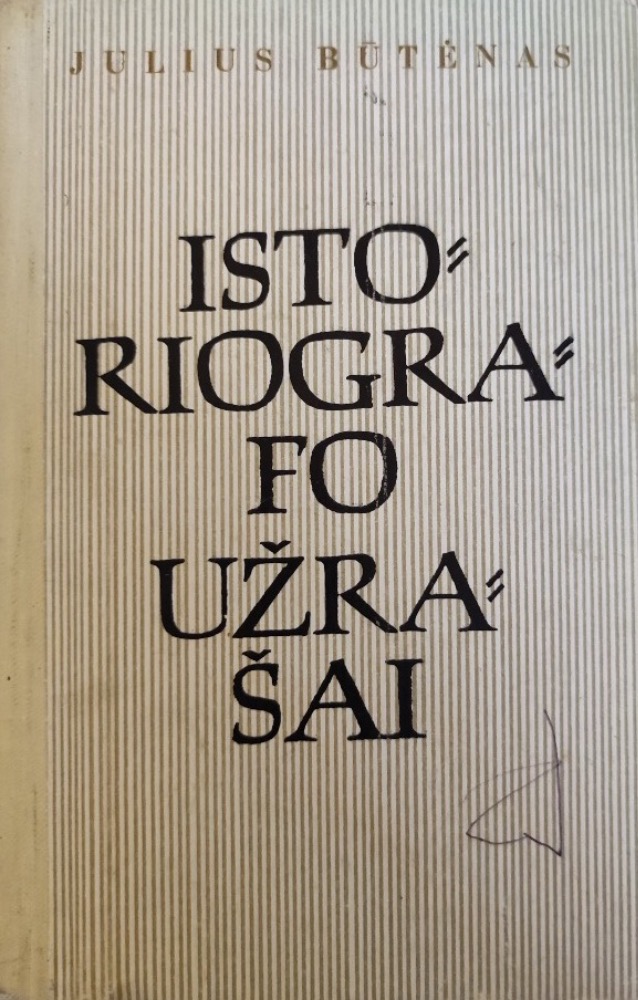 JULIUS BŪTĖNAS
ISTO-
RIOGRA-
FO
UŽRA-
ŠAI